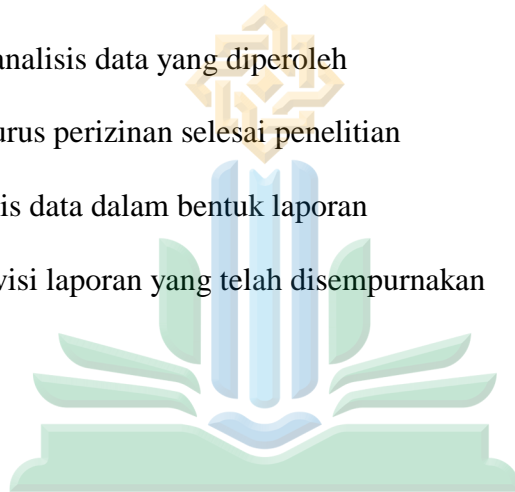 analisis data yang diperoleh
urus perizinan selesai penelitian
is data dalam bentuk laporan
visi laporan yang telah disempurnakan